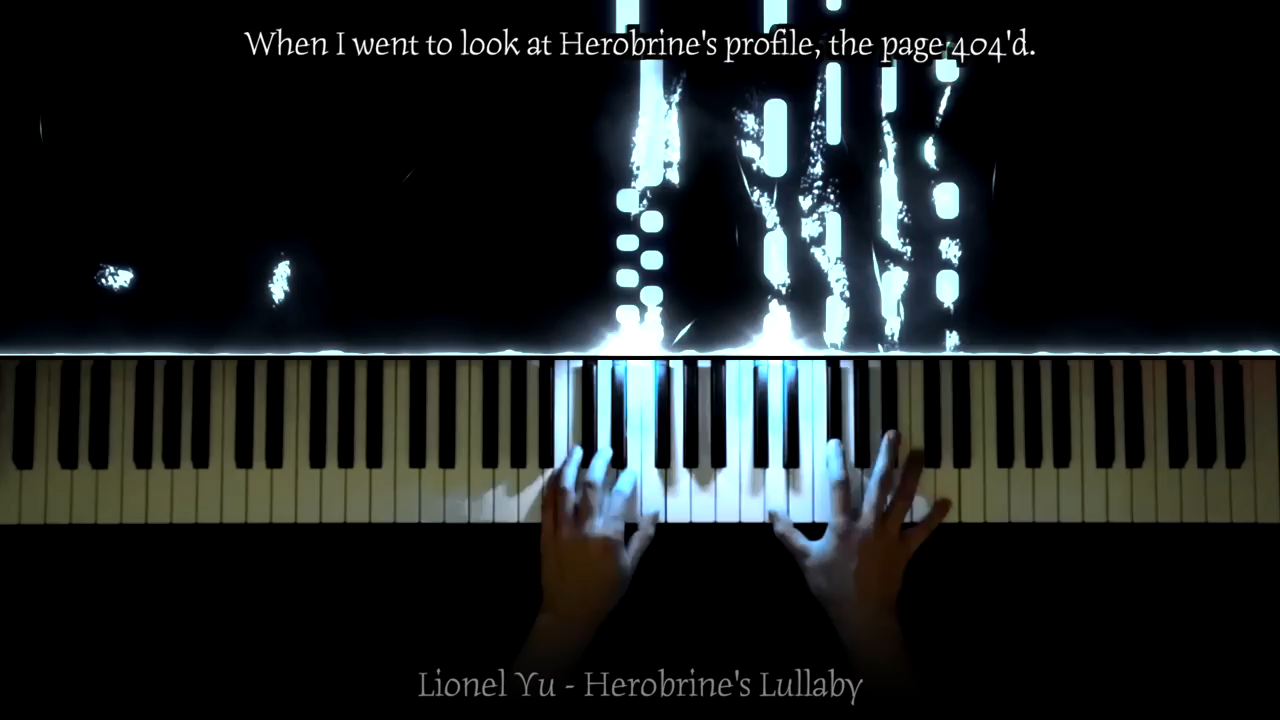 When I went to look at Herobrine's profile, the page 404'd.
Lionel Yu - Herobrine's Lullaby